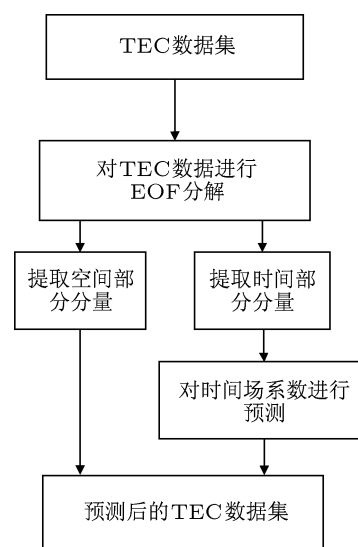 TEC数据集
对TEC数据进行
EOF分解
提取空间部
分分量
提取时间部
分分量
对时间场系数进行
预测
预测后的TEC数据集